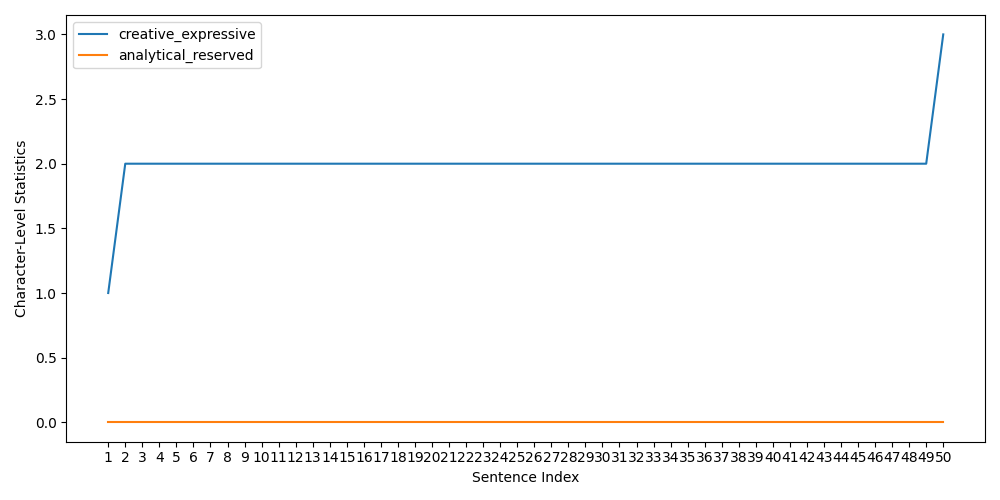 creative_expressive
analytical_reserved
3.0
2.5
2.0
1.5
1.0
0.5
0.0
Character-Level Statistics
1 2 3 4 5 6 7 8 9 10 11 12 13 14 15 16 17 18 19 20 21 22 23 24 25 26 27 28 29 30 31 32 33 34 35 36 37 38 39 40 41 42 43 44 45 46 47 48 49 50
Sentence Index